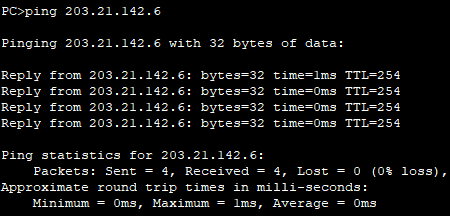 PC>ping 203.21.142.6
Pinging 203.21.142.6 with 32 bytes of data:
Reply from 203.21.142.6: bytes=32 time=1ms TTL=254
Reply from 203.21.142.6: bytes=32 time=0ms TTL=254
Reply from 203.21.142.6: bytes=32 time=0ms TTL=254
Reply from 203.21.142.6: bytes=32 time=0ms TTL=254
Ping statistics for 203.21.142.6:
Packets: Sent = 4, Received = 4, Lost = 0 (0% loss),
Approximate round trip times in milli-seconds:
Minimum = 0ms, Maximum = 1ms, Average = 0ms